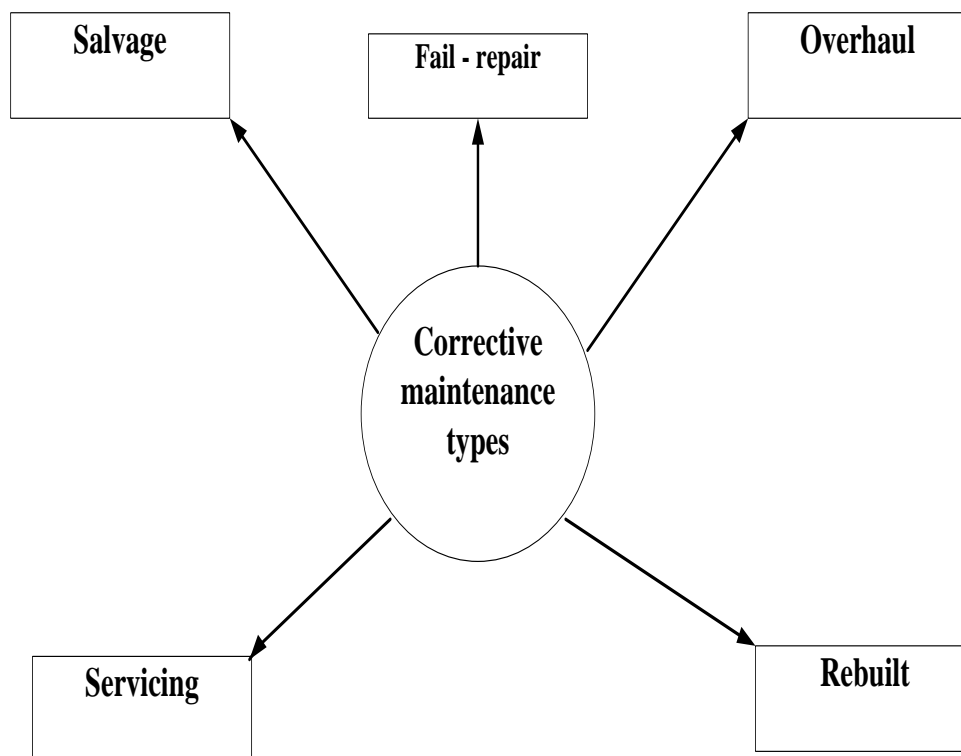 Salvage
Fail - repair
Overhaul
Corrective
maintenance
types
Servicing
Rebuilt